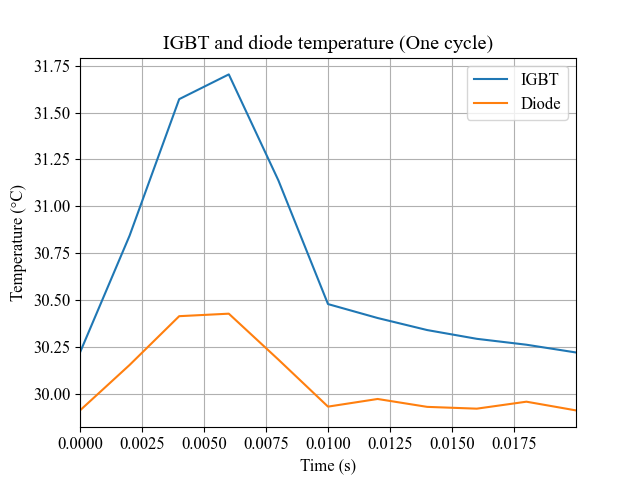 IGBT and diode temperature (One cycle)
IGBT
Diode
Temperature (°C)
31.75
31.50
31.25
31.00
30.75
30.50
30.25
30.00
0.0000 0.0025 0.0050 0.0075 0.0100 0.0125 0.0150 0.0175
Time (s)